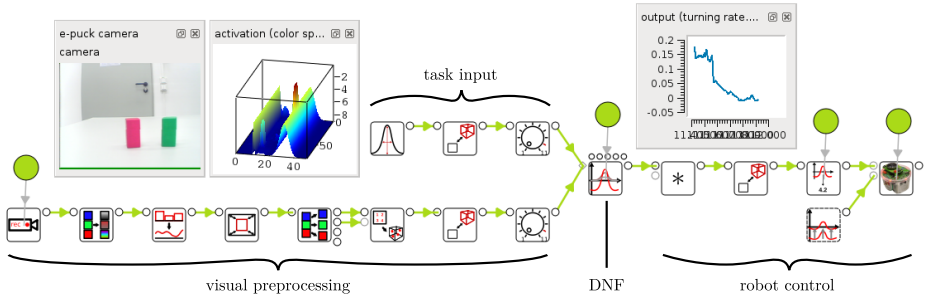 e-puck camera
camera
activation (color sp...
2
4
6
8
0
20
40
0
50
task input
output (turning rate....
0.2
0.15
0.1
0.05
0
-0.05
4.2
*
visual preprocessing
DNF
robot control